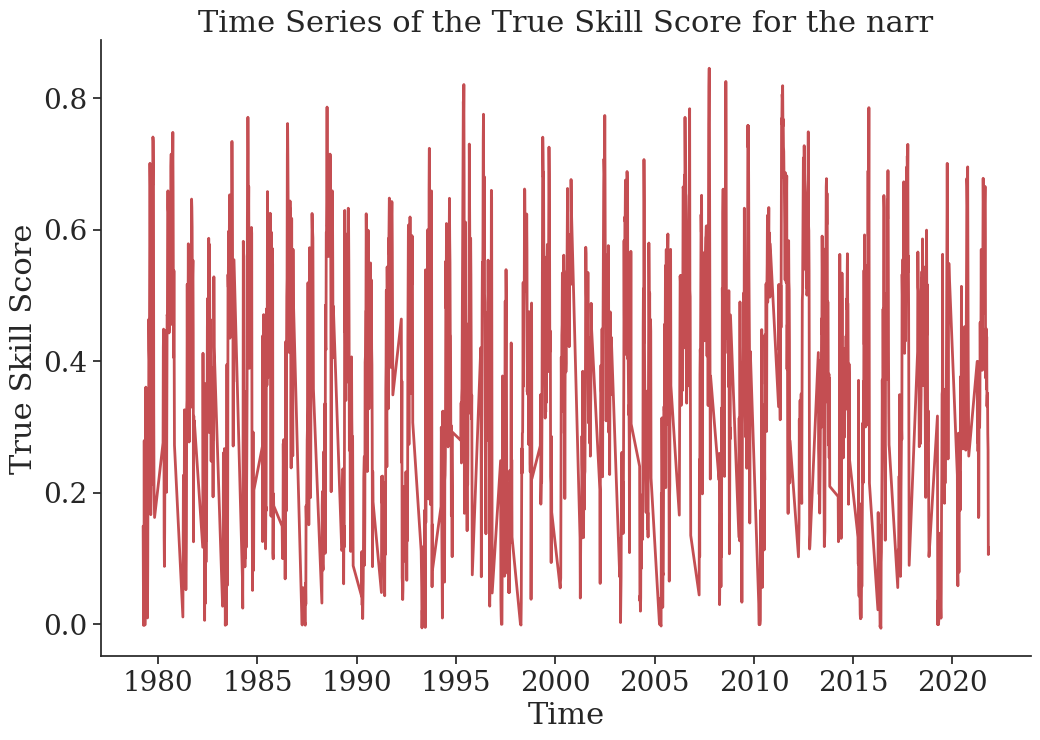 Time Series of the True Skill Score for the narr
True Skill Score
0.8
0.6
0.4
0.2
0.0
1980 1985 1990 1995 2000 2005 2010 2015 2020
Time